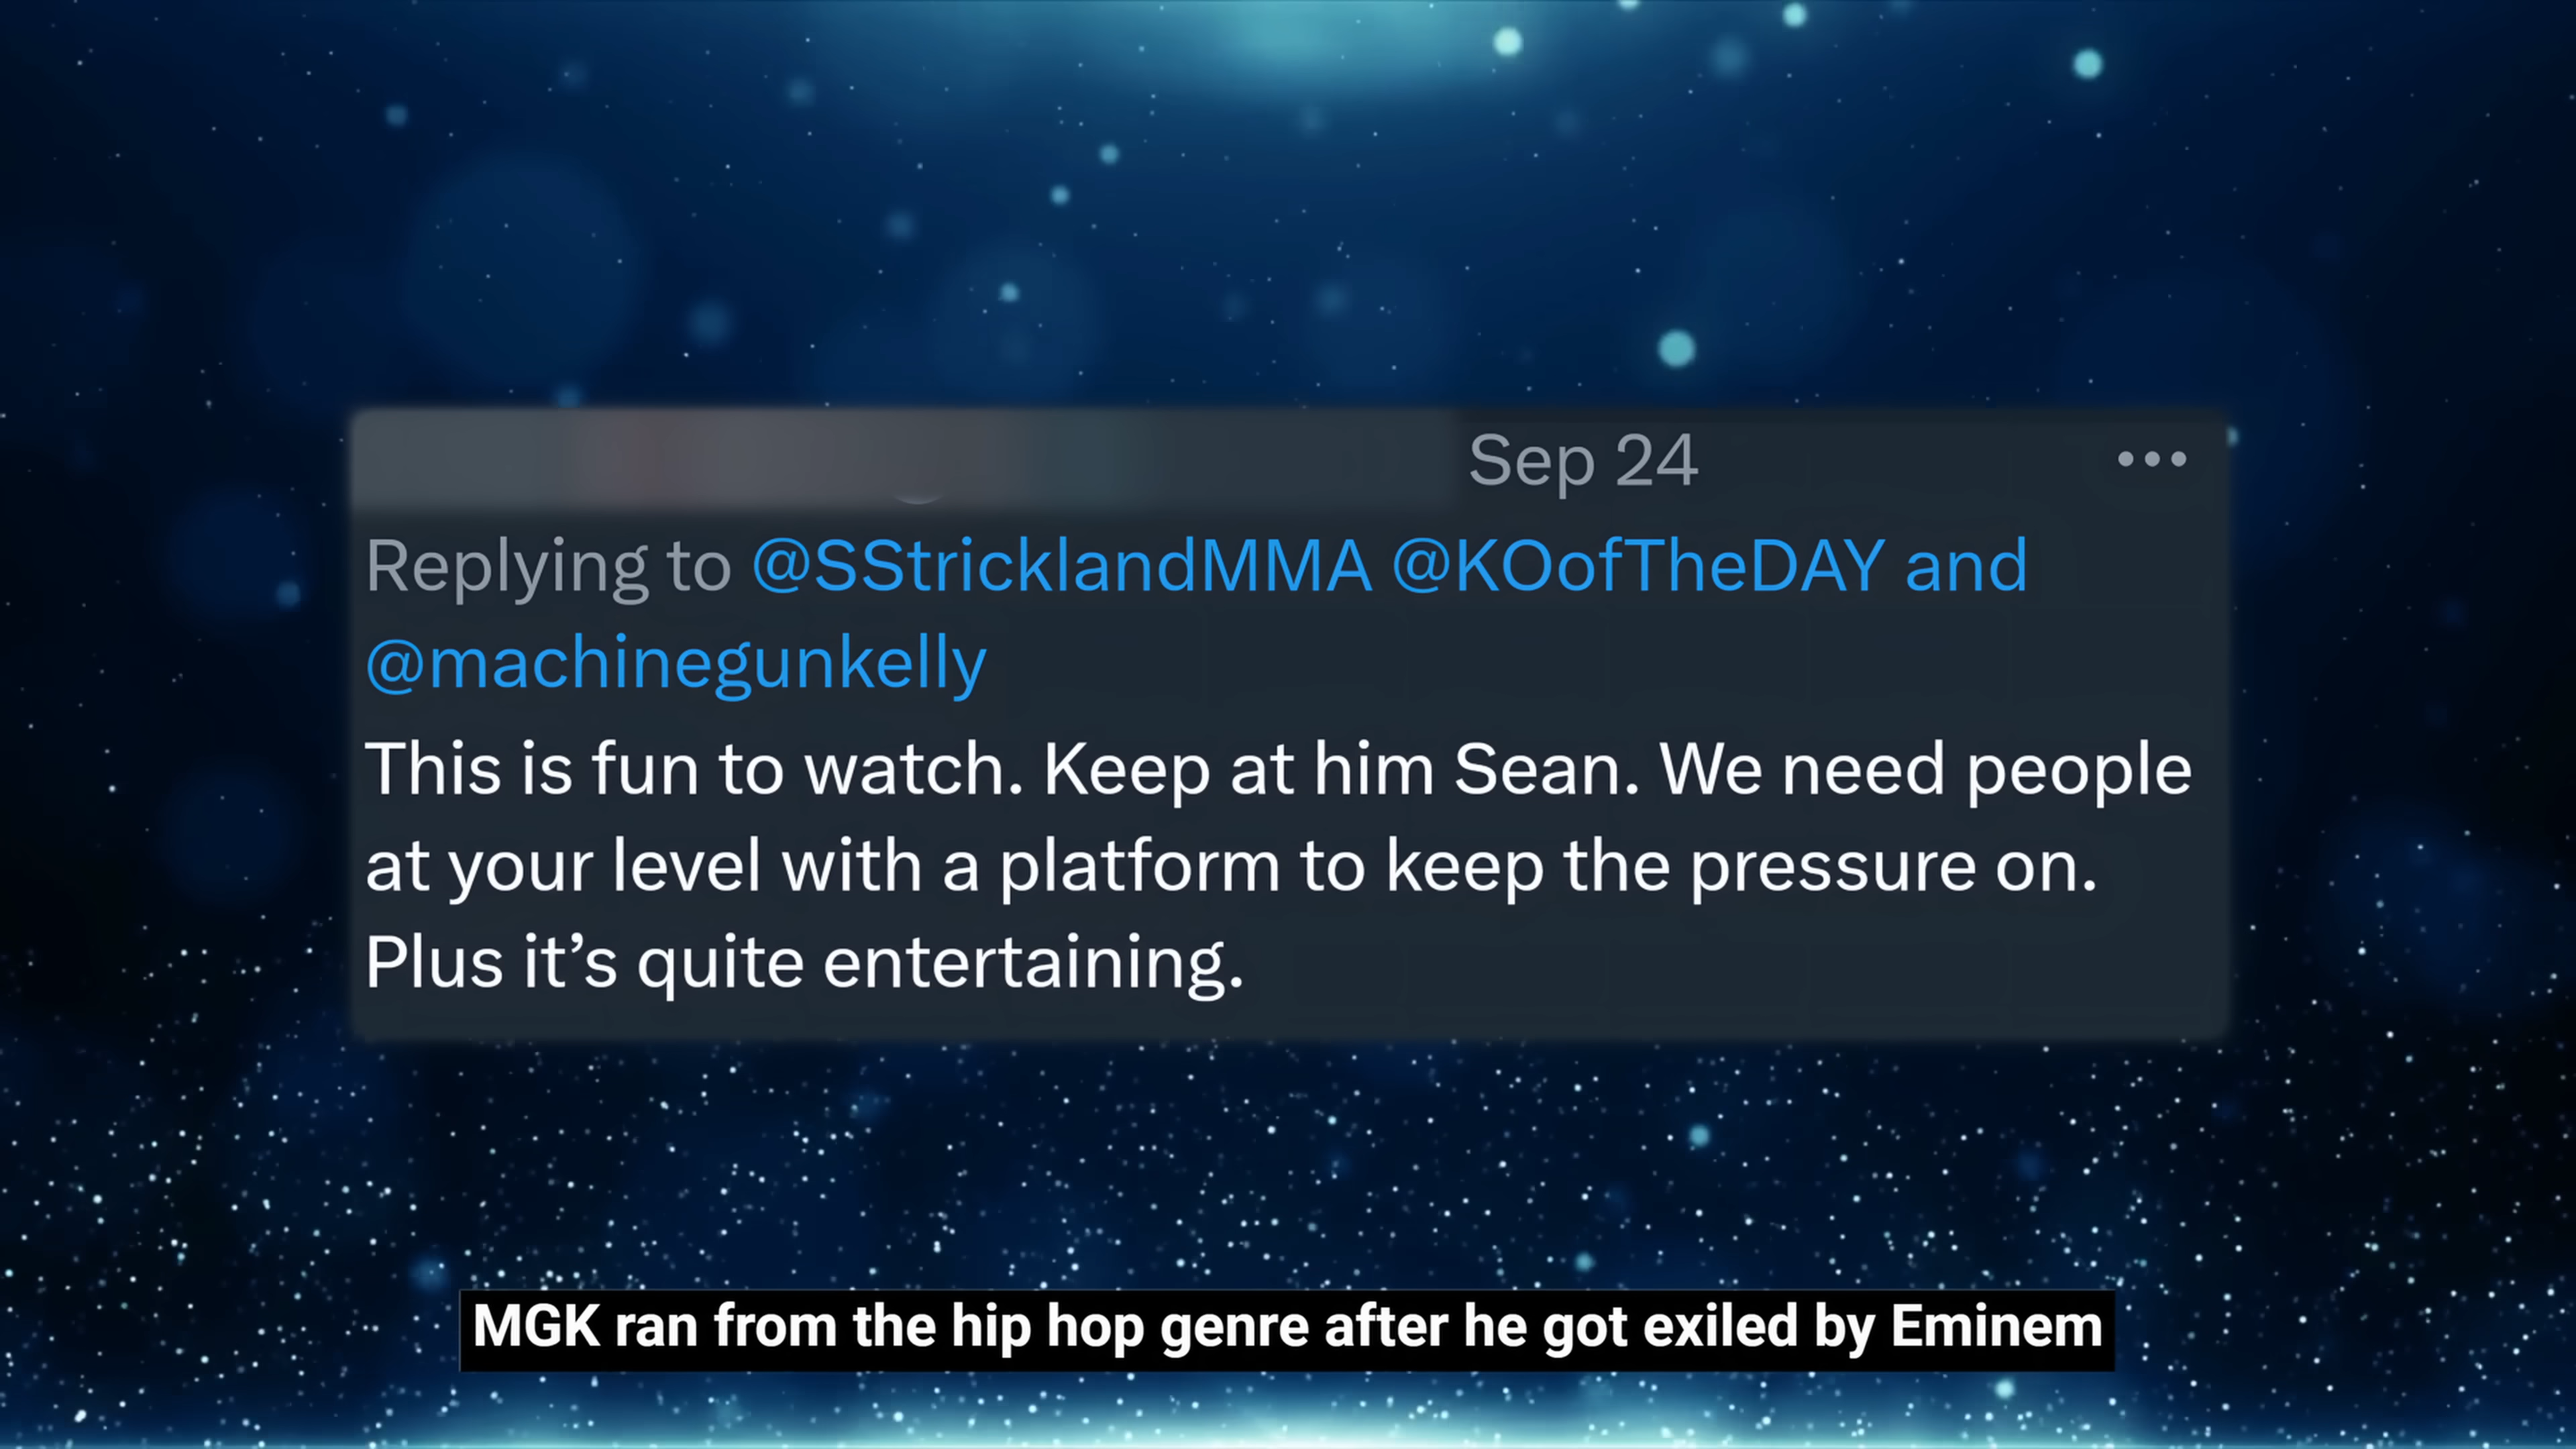 Sep 24
Replying to @SStricklandMMA @KOofTheDAY and
@machinegunkelly
This is fun to watch. Keep at him Sean. We need people
at your level with a platform to keep the pressure on.
Plus it’s quite entertaining.
MGK ran from the hip hop genre after he got exiled by Eminem